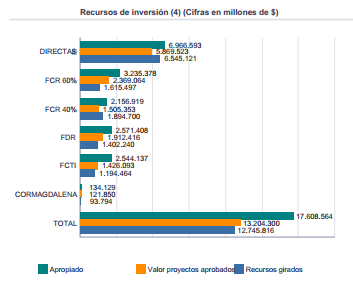 Recursos de inversión (4) (Cifras en millones de $)
DIRECTAS
6,966.593
5.869.523
6.545.121
FCR 60%
3.235.378
2.369.064
1.615.497
FCR 40%
2.156.919
1.505.353
1.894.700
FDR
2.571.408
1.912.416
1.402.240
FCTI
2.544.137
1.426.093
1.194.464
CORMAGDALENA
134.129
121.850
93.794
TOTAL
17.608.564
13.204.300
12.745.816
Apropiado
Valor proyectos aprobados
Recursos girados